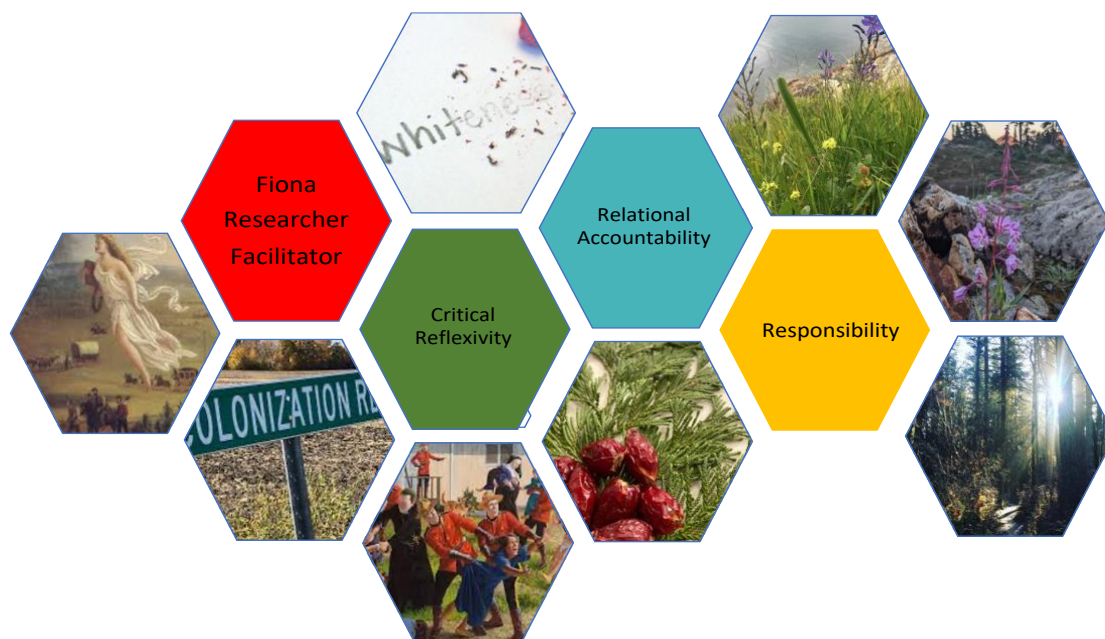 whiteness
Fiona
Researcher
Facilitator
Relational
Accountability
Critical
Reflexivity
Responsibility
COLONIZATION